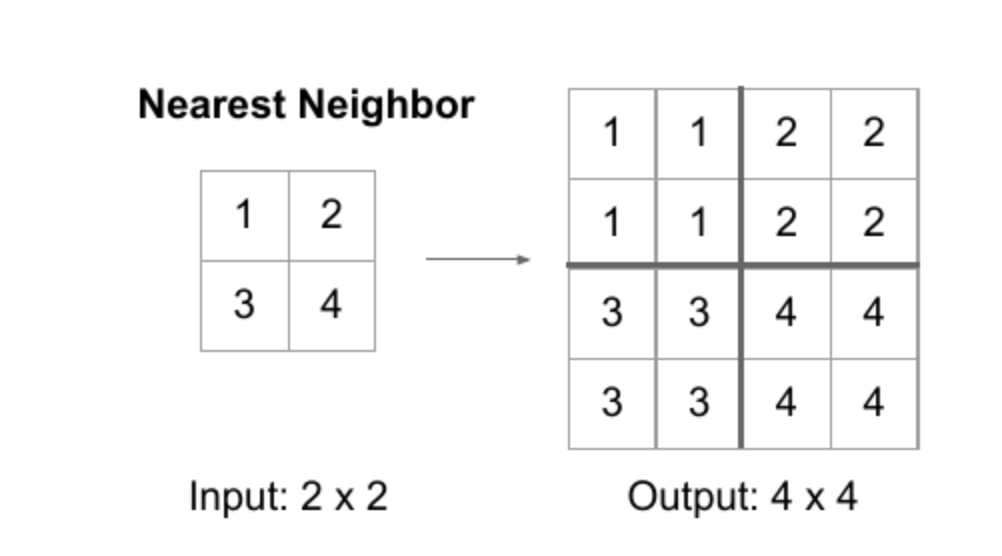 Nearest Neighbor
1 2
3 4
1 1 2 2
1 1 2 2
3 3 4 4
3 3 4 4
Input: 2 x 2
Output: 4 x 4